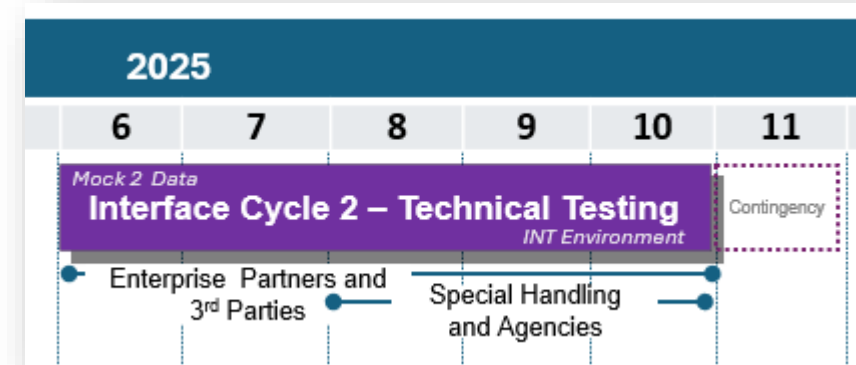 2025
6 7 8 9 10 11
Mock 2 Data
Interface Cycle 2 – Technical Testing
INT Environment
Contingency
Enterprise Partners and
3rd Parties
Special Handling
and Agencies